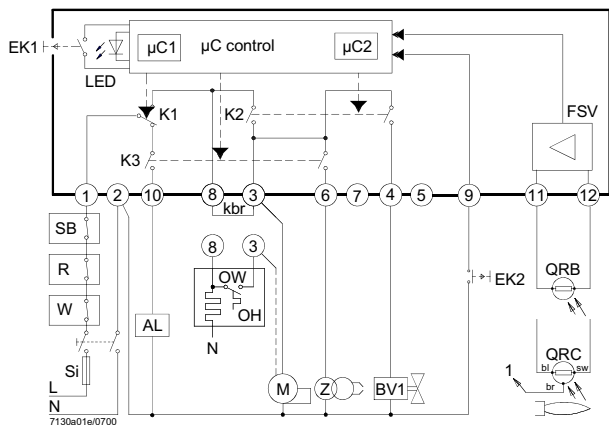 EK1
LED
µC1
µC control
µC2
FSV
K1
K2
K3
1
2
10
8
3
6
7
4
5
9
11
12
kbr
SB
R
W
Si
L
N
7130a01e/0700
AL
8
3
OW
OH
N
M
Z
BV1
EK2
QRB
QRC
bl
sw
br
1